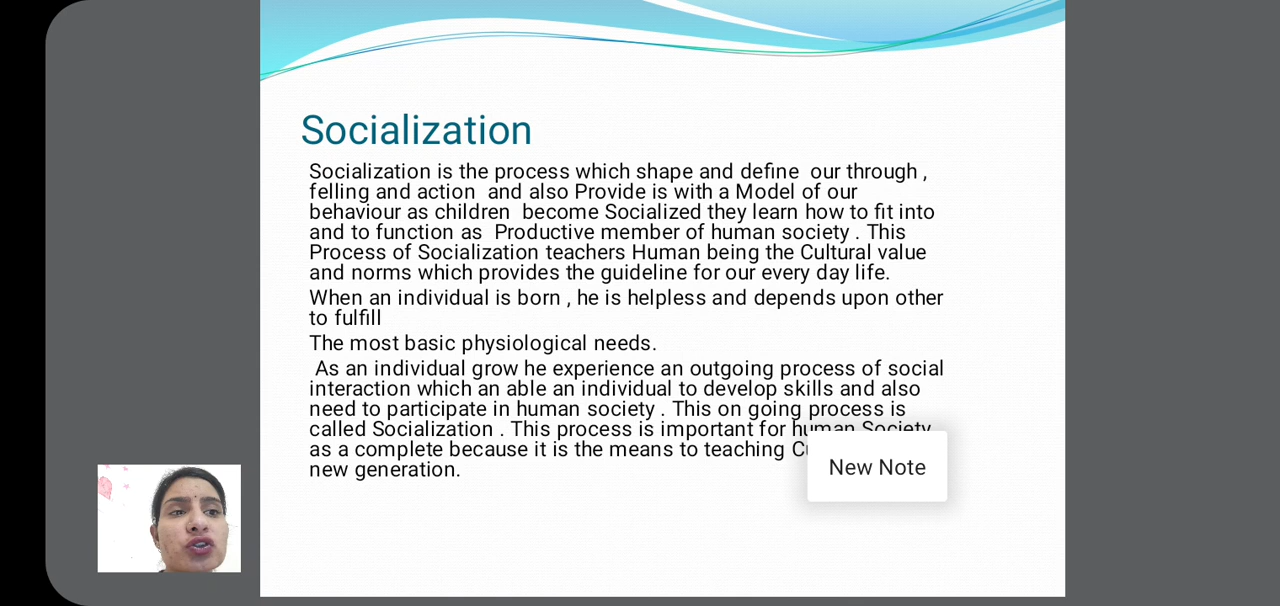 Socialization
Socialization is the process which shape and define our through ,
felling and action and also Provide is with a Model of our
behaviour as children become Socialized they learn how to fit into
and to function as Productive member of human society . This
Process of Socialization teachers Human being the Cultural value
and norms which provides the guideline for our every day life.
When an individual is born , he is helpless and depends upon other
to fulfill
The most basic physiological needs.
As an individual grow he experience an outgoing process of social
interaction which an able an individual to develop skills and also
need to participate in human society . This on going process is
called Socialization . This process is important for human Society
as a complete because it is the means to teaching
new generation.
New Note